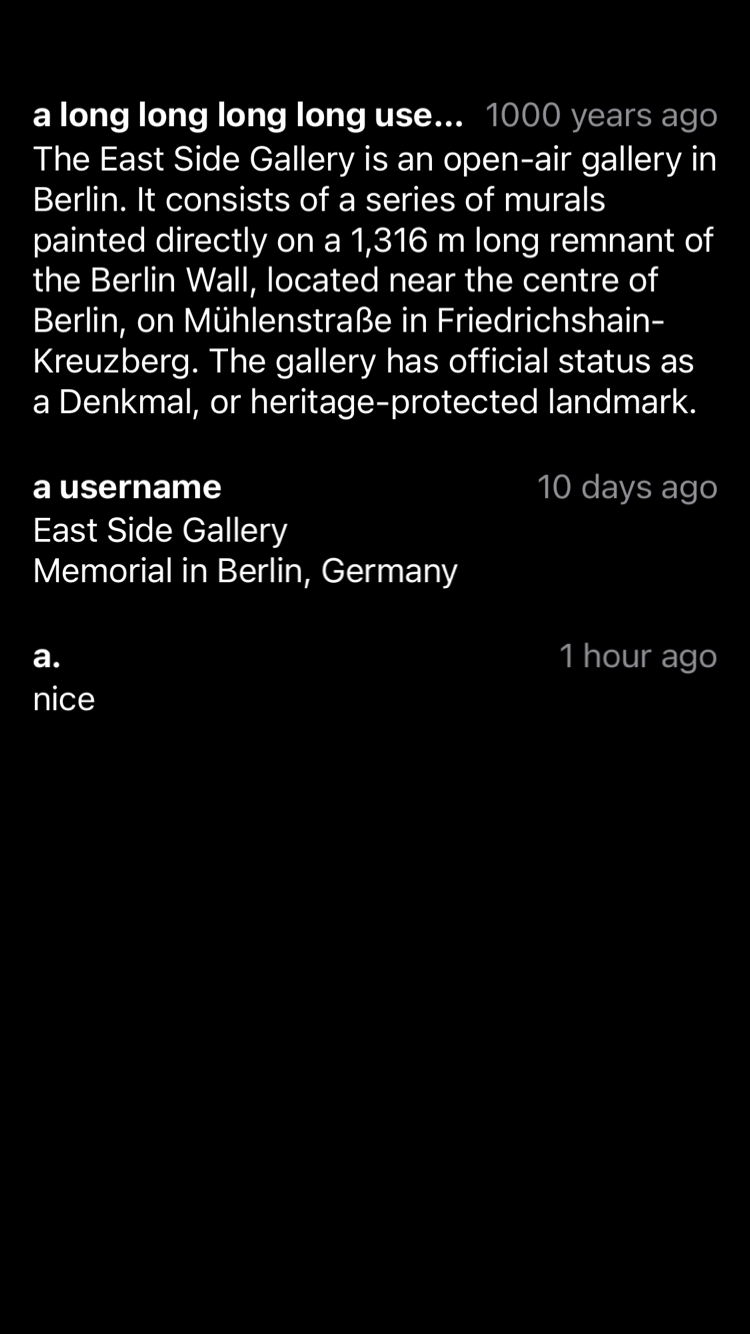 a long long long long use... 1000 years ago
The East Side Gallery is an open-air gallery in
Berlin. It consists of a series of murals
painted directly on a 1,316 m long remnant of
the Berlin Wall, located near the centre of
Berlin, on Mühlenstraße in Friedrichshain-
Kreuzberg. The gallery has official status as
a Denkmal, or heritage-protected landmark.
a username 10 days ago
East Side Gallery
Memorial in Berlin, Germany
a. 1 hour ago
nice